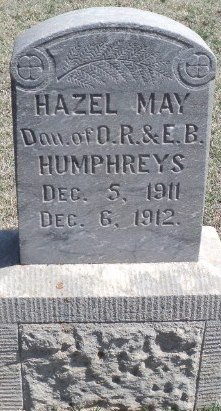 HAZEL MAY
Dau. of O. R. & E. B.
HUMPHREYS
DEC. 5, 1911
DEC. 6, 1912.